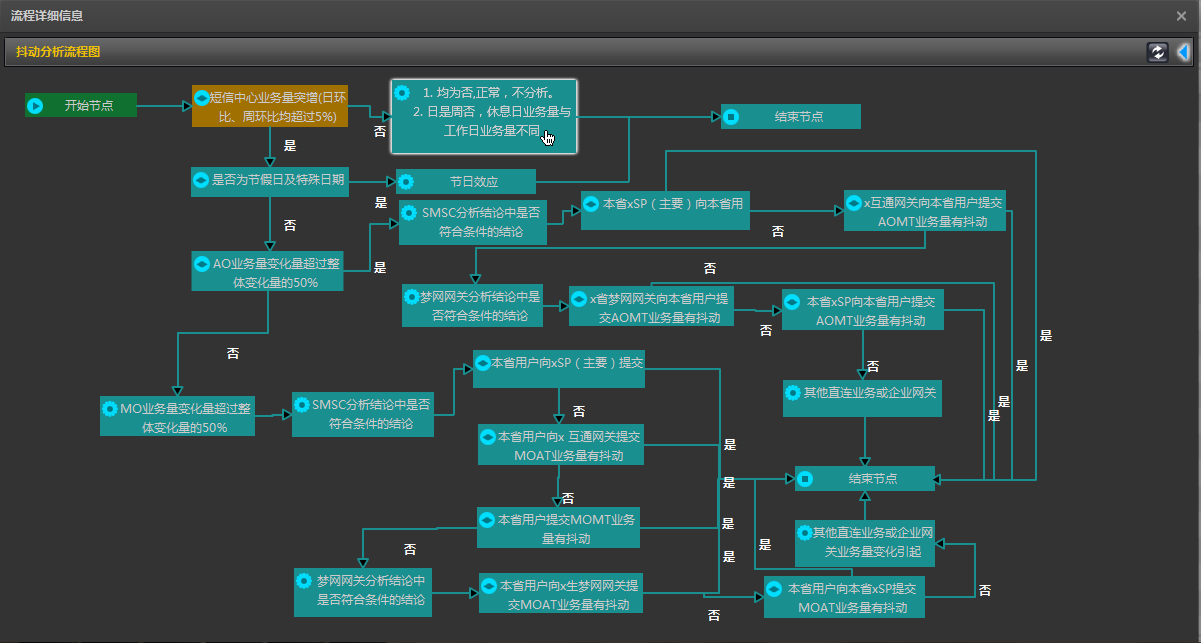 流程详细信息
抖动分析流程图
开始节点
短信中心业务量突增(日环
比、周环比均超过5%)
否
1. 均为否,正常，不分析。
2. 日是周否，休息日业务量与
工作日业务量不同
结束节点
是
是否为节假日及特殊日期
是
节日效应
否
SMSC分析结论中是否
符合条件的结论
本省xSP（主要）向本省用
否
x互通网关向本省用户提交
AOMT业务量有抖动
AO业务量变化量超过整
体变化量的50%
是
否
梦网网关分析结论中是
否符合条件的结论
x省梦网网关向本省用户提
交AOMT业务量有抖动
否
本省xSP向本省用户提交
AOMT业务量有抖动
是
是
是
是
否
否
本省用户向xSP（主要）提交
其他直连业务或企业网关
MO业务量变化量超过整
体变化量的50%
SMSC分析结论中是否
符合条件的结论
否
本省用户向x 互通网关提交
MOAT业务量有抖动
是
否
是
结束节点
本省用户提交MOMT业务
量有抖动
是
否
是
是
其他直连业务或企业网
关业务量变化引起
梦网网关分析结论中
是否符合条件的结论
本省用户向x生梦网网关提
交MOAT业务量有抖动
否
本省用户向本省xSP提交
MOAT业务量有抖动
否